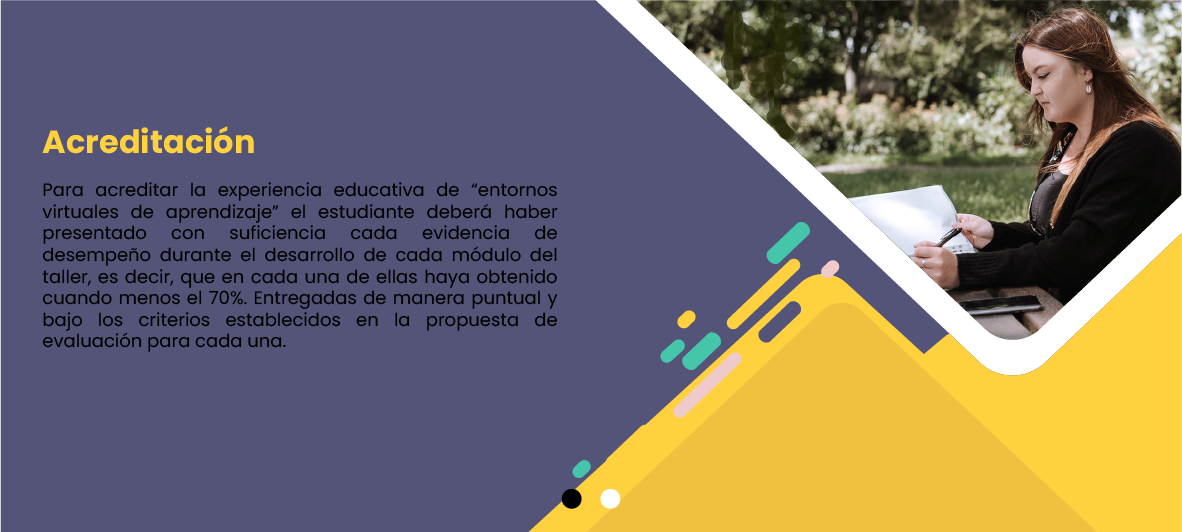 Acreditación
Para acreditar la experiencia educativa de “entornos
virtuales de aprendizaje” el estudiante deberá haber
presentado con suficiencia cada evidencia de
desempeño durante el desarrollo de cada módulo del
taller, es decir, que en cada una de ellas haya obtenido
cuando menos el 70%. Entregadas de manera puntual y
bajo los criterios establecidos en la propuesta de
evaluación para cada una.